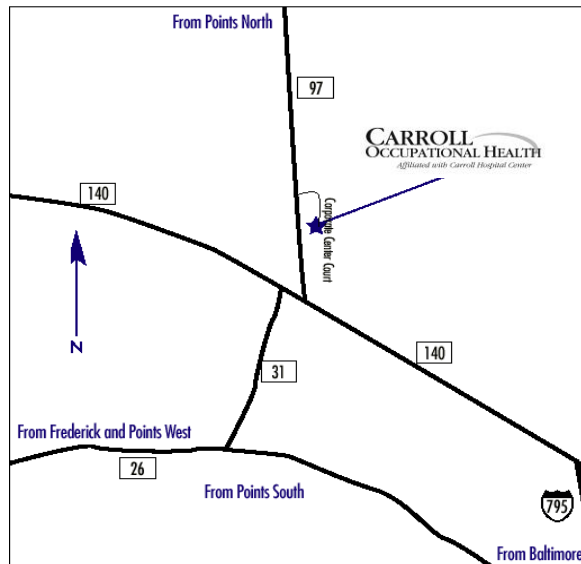 From Points North
97
CARROLL
OCCUPATIONAL HEALTH
Affiliated with Carroll Hospital Center
140
Corporate Center Court
N
140
31
From Frederick and Points West
26
From Points South
795
From Baltimore